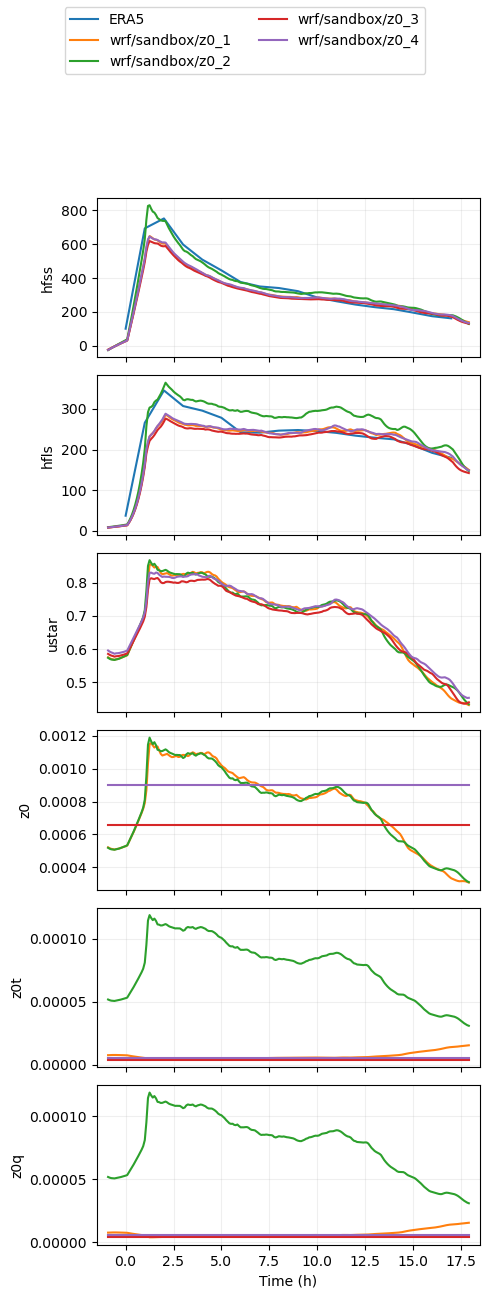 ERA5
wrf/sandbox/z0_1
wrf/sandbox/z0_2
wrf/sandbox/z0_3
wrf/sandbox/z0_4
800
600
400
200
0
hfss
300
200
100
0
hfls
0.8
0.7
0.6
0.5
ustar
0.0012
0.0010
0.0008
0.0006
0.0004
z0
0.00010
0.00005
0.00000
z0t
0.00010
0.00005
0.00000
z0q
0.0 2.5 5.0 7.5 10.0 12.5 15.0 17.5
Time (h)